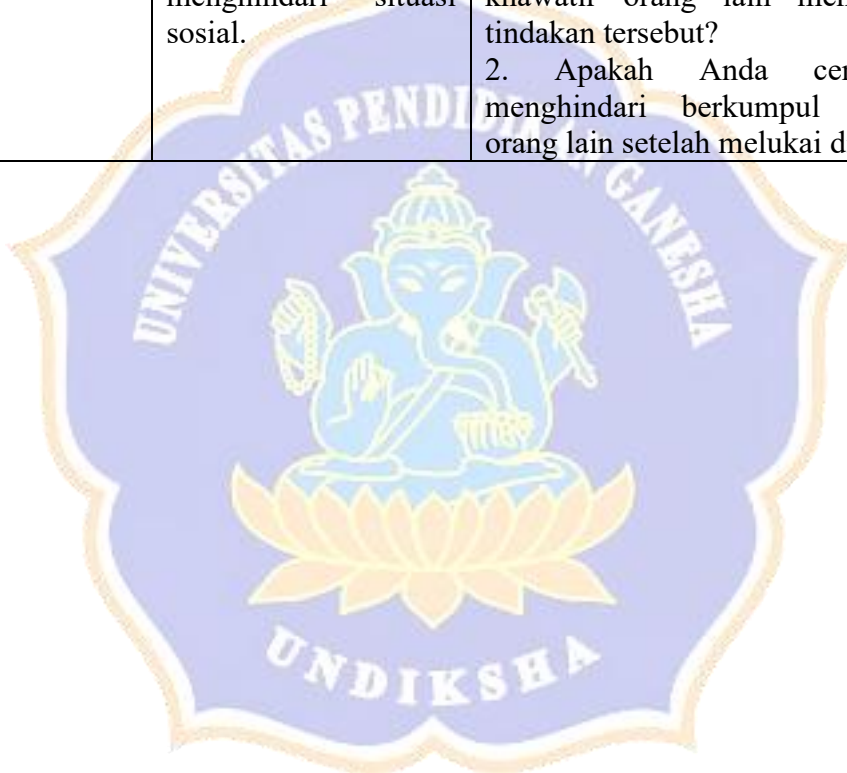 menghindari situasi
sosial.
khawatir orang lain
tindakan tersebut?
2. Apakah Anda
menghindari berkumpul
orang lain setelah melukai
UNIVERSITAS PENDIDIKAN GANESHA
UNDIKSHA